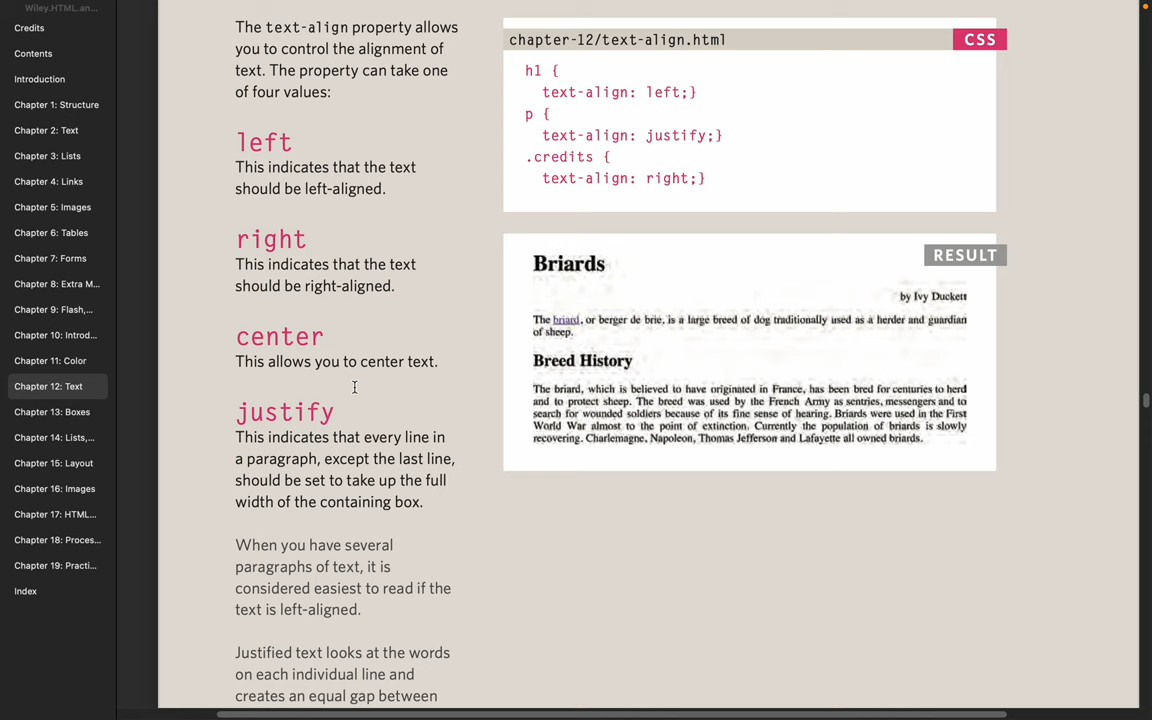 Wiley.HTML.an...
Credits
Contents
Introduction
Chapter 1: Structure
Chapter 2: Text
Chapter 3: Lists
Chapter 4: Links
Chapter 5: Images
Chapter 6: Tables
Chapter 7: Forms
Chapter 8: Extra M...
Chapter 9: Flash,...
Chapter 10: Introd...
Chapter 11: Color
Chapter 12: Text
Chapter 13: Boxes
Chapter 14: Lists,...
Chapter 15: Layout
Chapter 16: Images
Chapter 17: HTML...
Chapter 18: Proces...
Chapter 19: Practi...
Index
The text-align property allows
you to control the alignment of
text. The property can take one
of four values:
left
This indicates that the text
should be left-aligned.
right
This indicates that the text
should be right-aligned.
center
This allows you to center text.
justify
This indicates that every line in
a paragraph, except the last line,
should be set to take up the full
width of the containing box.
When you have several
paragraphs of text, it is
considered easiest to read if the
text is left-aligned.
Justified text looks at the words
on each individual line and
creates an equal gap between
chapter-12/text-align.html
CSS
h1 {
text-align: left;}
p {
text-align: justify;}
.credits {
text-align: right;}
RESULT
Briards
by Ivy Duckett
The briard, or berger de brie, is a large breed of dog traditionally used as a herder and guardian
of sheep.
Breed History
The briard, which is believed to have originated in France, has been bred for centuries to herd
and to protect sheep. The breed was used by the French Army as sentries, messengers and to
search for wounded soldiers because of its fine sense of hearing. Briards were used in the First
World War almost to the point of extinction. Currently the population of briards is slowly
recovering. Charlemagne, Napoleon, Thomas Jefferson and Lafayette all owned briards.